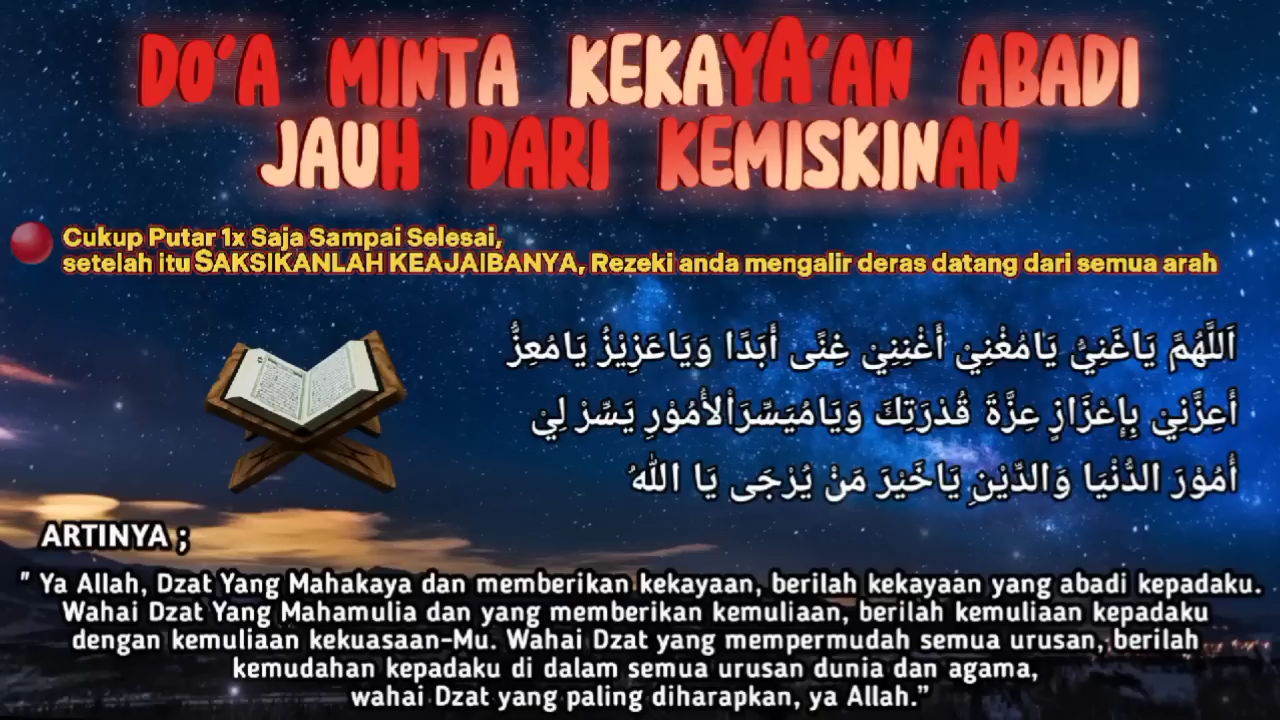 DO'A MINTA KEKAYA'AN ABADI
JAUH DARI KEMISKINAN
Cukup Putar 1x Saja Sampai Selesai,
setelah itu SAKSIKANLAH KEAJAIBANYA, Rezeki anda mengalir deras datang dari semua arah
اَللَّهُمَّ يَاغَنِيُّ يَامُغْنِيْ أَغْنِنِيْ غِنًى أَبَدًا وَيَاعَزِيْزُ يَامُعِزُّ
أَعِزَّنِيْ بِإِعْزَازٍ عِزَّةَ قُدْرَتِكَ وَيَامُيَسِّرَاْلأُمُوْرِ يَسِّرْ لِيْ
أُمُوْرَ الدُّنْيَا وَالدِّيْنِ يَاخَيْرَ مَنْ يُرْجَى يَا اللهُ
ARTINYA ;
" Ya Allah, Dzat Yang Mahakaya dan memberikan kekayaan, berilah kekayaan yang abadi kepadaku.
Wahai Dzat Yang Mahamulia dan yang memberikan kemuliaan, berilah kemuliaan kepadaku
dengan kemuliaan kekuasaan-Mu. Wahai Dzat yang mempermudah semua urusan, berilah
kemudahan kepadaku di dalam semua urusan dunia dan agama,
wahai Dzat yang paling diharapkan, ya Allah."